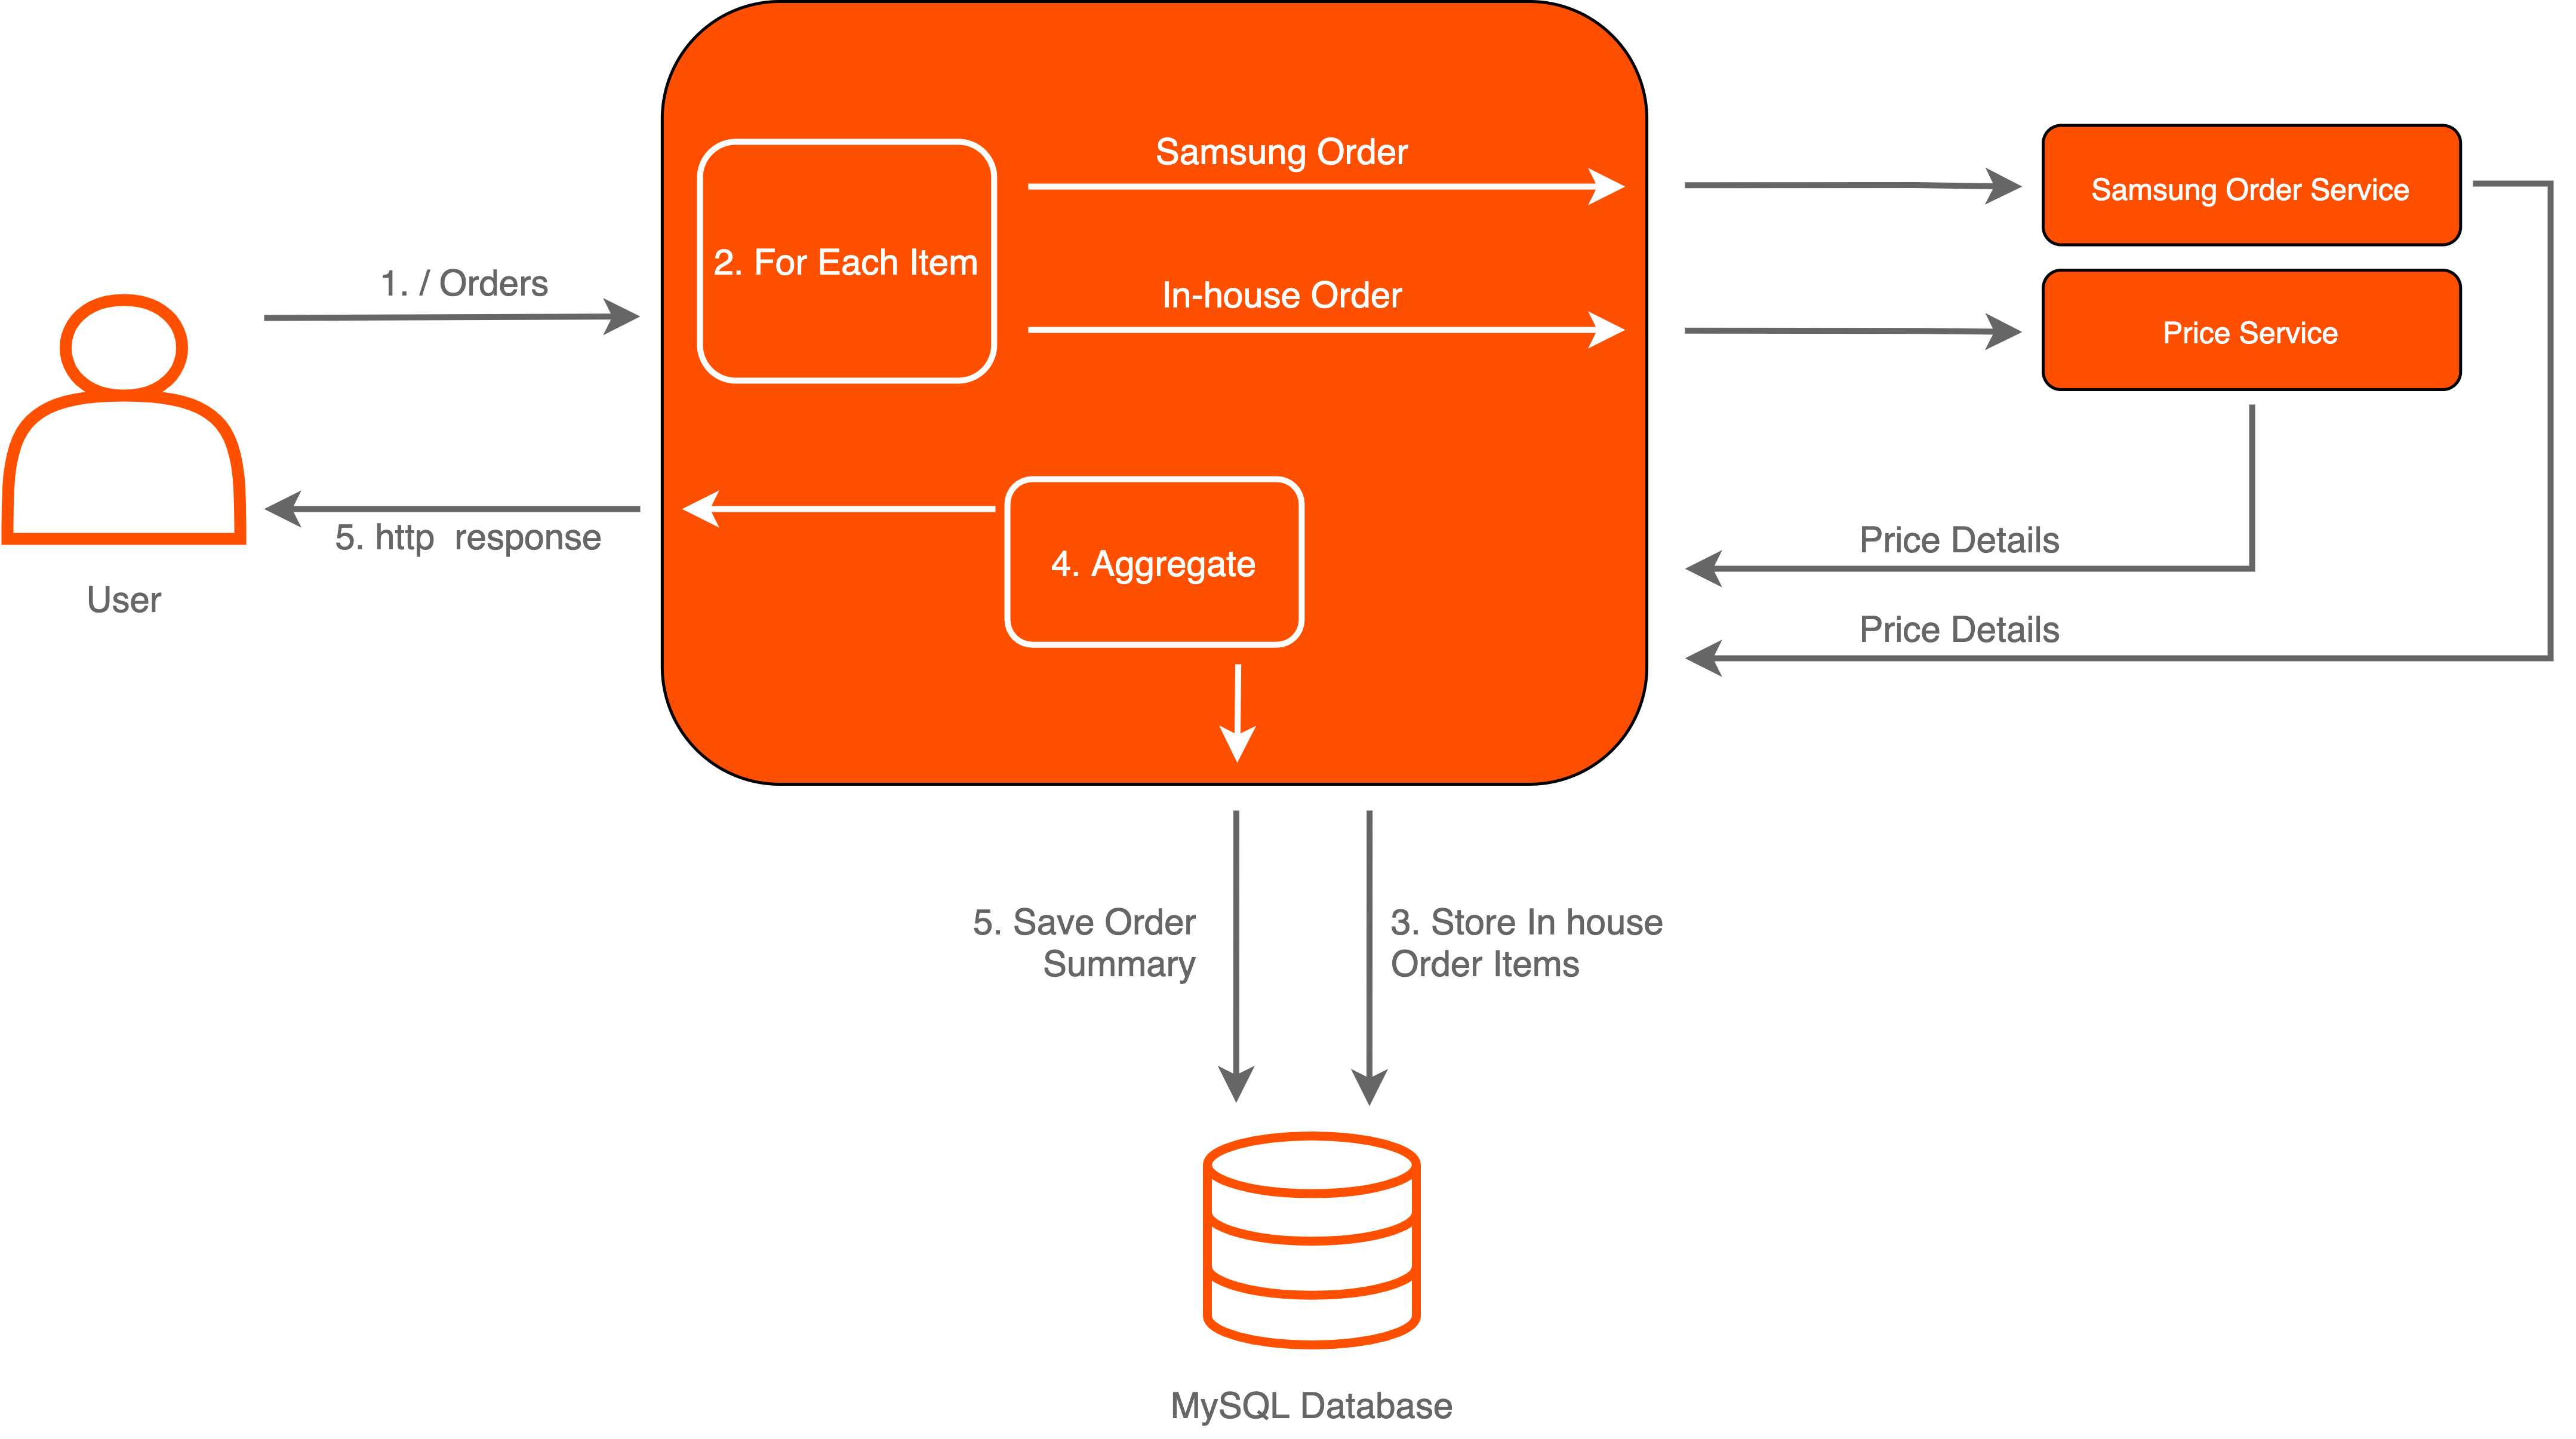 Samsung Order
Samsung Order Service
2. For Each Item
1. / Orders
In-house Order
Price Service
5. http  response
Price Details
4. Aggregate
User
Price Details
5. Save Order
Summary
3. Store In house
Order Items
MySQL Database